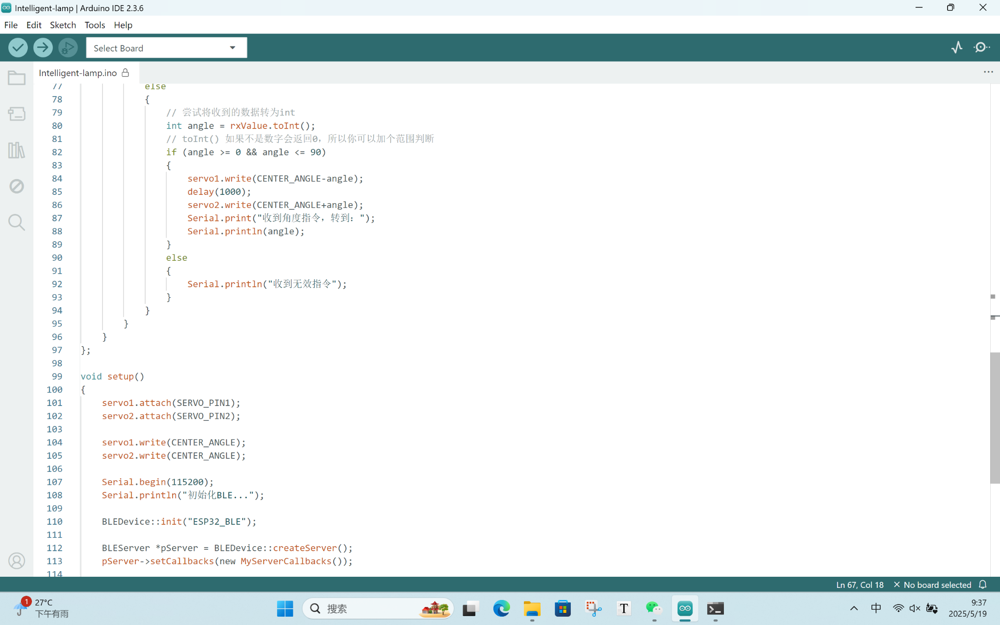 Intelligent-lamp | Arduino IDE 2.3.6
File Edit Sketch Tools Help
Select Board
Intelligent-lamp.ino
77 else
78 {
79 // 尝试将收到的数据转为int
80 int angle = rxValue.toInt();
81 // toInt() 如果不是数字会返回0，所以你可以加个范围判断
82 if (angle >= 0 && angle <= 90)
83 {
84 servo1.write(CENTER_ANGLE-angle);
85 delay(1000);
86 servo2.write(CENTER_ANGLE+angle);
87 Serial.print("收到角度指令，转到：");
88 Serial.println(angle);
89 }
90 else
91 {
92 Serial.println("收到无效指令");
93 }
94 }
95 }
96 }
97 };
98
99 void setup()
100 {
101 servo1.attach(SERVO_PIN1);
102 servo2.attach(SERVO_PIN2);
103
104 servo1.write(CENTER_ANGLE);
105 servo2.write(CENTER_ANGLE);
106
107 Serial.begin(115200);
108 Serial.println("初始化BLE...");
109
110 BLEDevice::init("ESP32_BLE");
111
112 BLEServer *pServer = BLEDevice::createServer();
113 pServer->setCallbacks(new MyServerCallbacks());
114
Ln 67, Col 18 × No board selected
1 27°C
下午有雨
搜索
T
中
9:37
2025/5/19